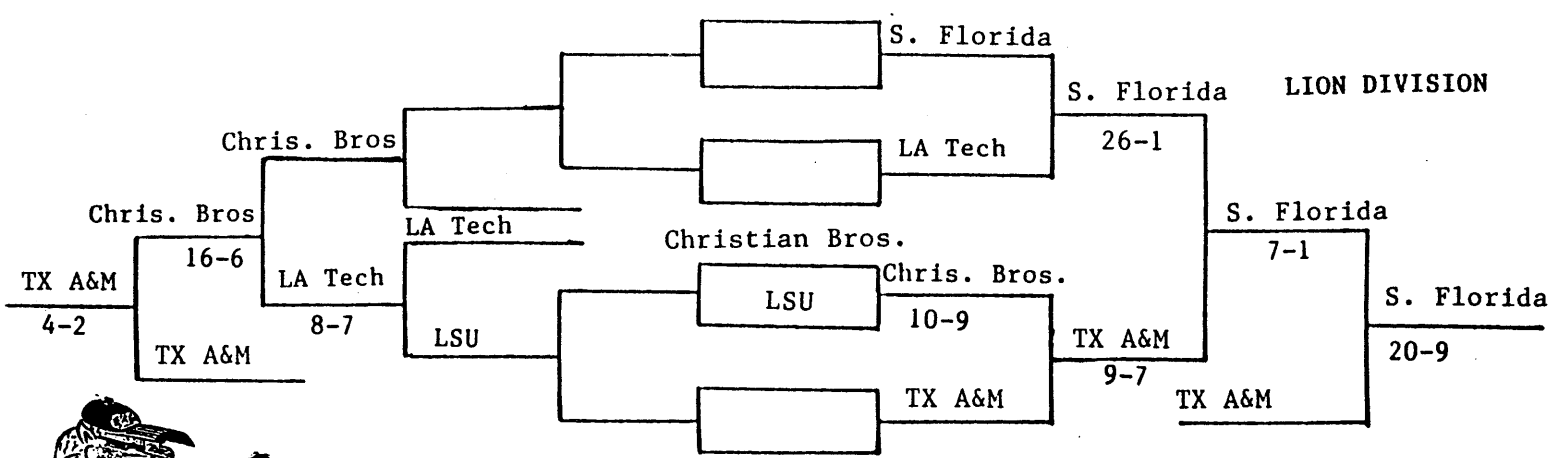 S. Florida
S. Florida
LION DIVISION
26-1
Chris. Bros
LA Tech
Chris. Bros
16-6
LA Tech
Christian Bros.
S. Florida
7-1
TX A&M
4-2
LA Tech
8-7
LSU
Chris. Bros.
10-9
S. Florida
20-9
LSU
TX A&M
9-7
TX A&M
TX A&M
TX A&M